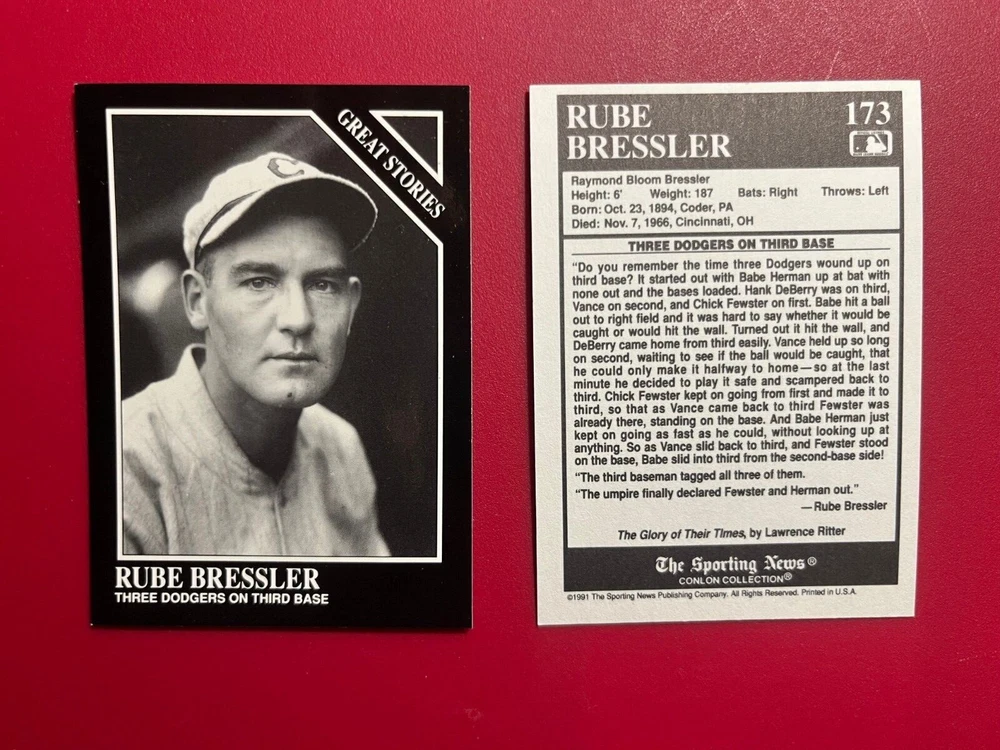 GREAT STORIES
C
RUBE BRESSLER
THREE DODGERS ON THIRD BASE
RUBE
BRESSLER
173
Raymond Bloom Bressler
Height: 6' Weight: 187 Bats: Right Throws: Left
Born: Oct. 23, 1894, Coder, PA
Died: Nov. 7, 1966, Cincinnati, OH
THREE DODGERS ON THIRD BASE
"Do you remember the time three Dodgers wound up on
third base? It started out with Babe Herman up at bat with
none out and the bases loaded. Hank DeBerry was on third,
Vance on second, and Chick Fewster on first. Babe hit a ball
out to right field and it was hard to say whether it would be
caught or would hit the wall. Turned out it hit the wall, and
DeBerry came home from third easily. Vance held up so long
on second, waiting to see if the ball would be caught, that
he could only make it halfway to home—so at the last
minute he decided to play it safe and scampered back to
third. Chick Fewster kept on going from first and made it to
third, so that as Vance came back to third Fewster was
already there, standing on the base. And Babe Herman just
kept on going as fast as he could, without looking up at
anything. So as Vance slid back to third, and Fewster stood
on the base, Babe slid into third from the second-base side!
"The third baseman tagged all three of them.
"The umpire finally declared Fewster and Herman out."
—Rube Bressler
The Glory of Their Times, by Lawrence Ritter
The Sporting News®
CONLON COLLECTION®
©1991 The Sporting News Publishing Company. All Rights Reserved. Printed in U.S.A.